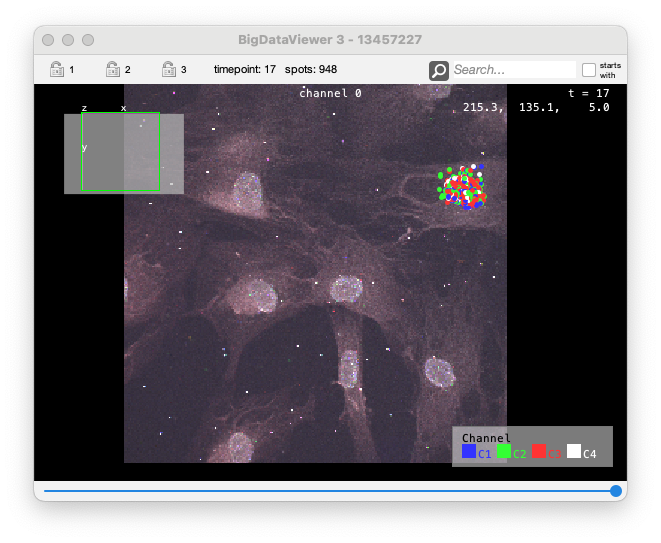 BigDataViewer 3 - 13457227
1 2 3 timepoint: 17 spots: 948 Search... starts with
channel 0 t = 17
215.3, 135.1, 5.0
z x
y
Channel
C1 C2 C3 C4